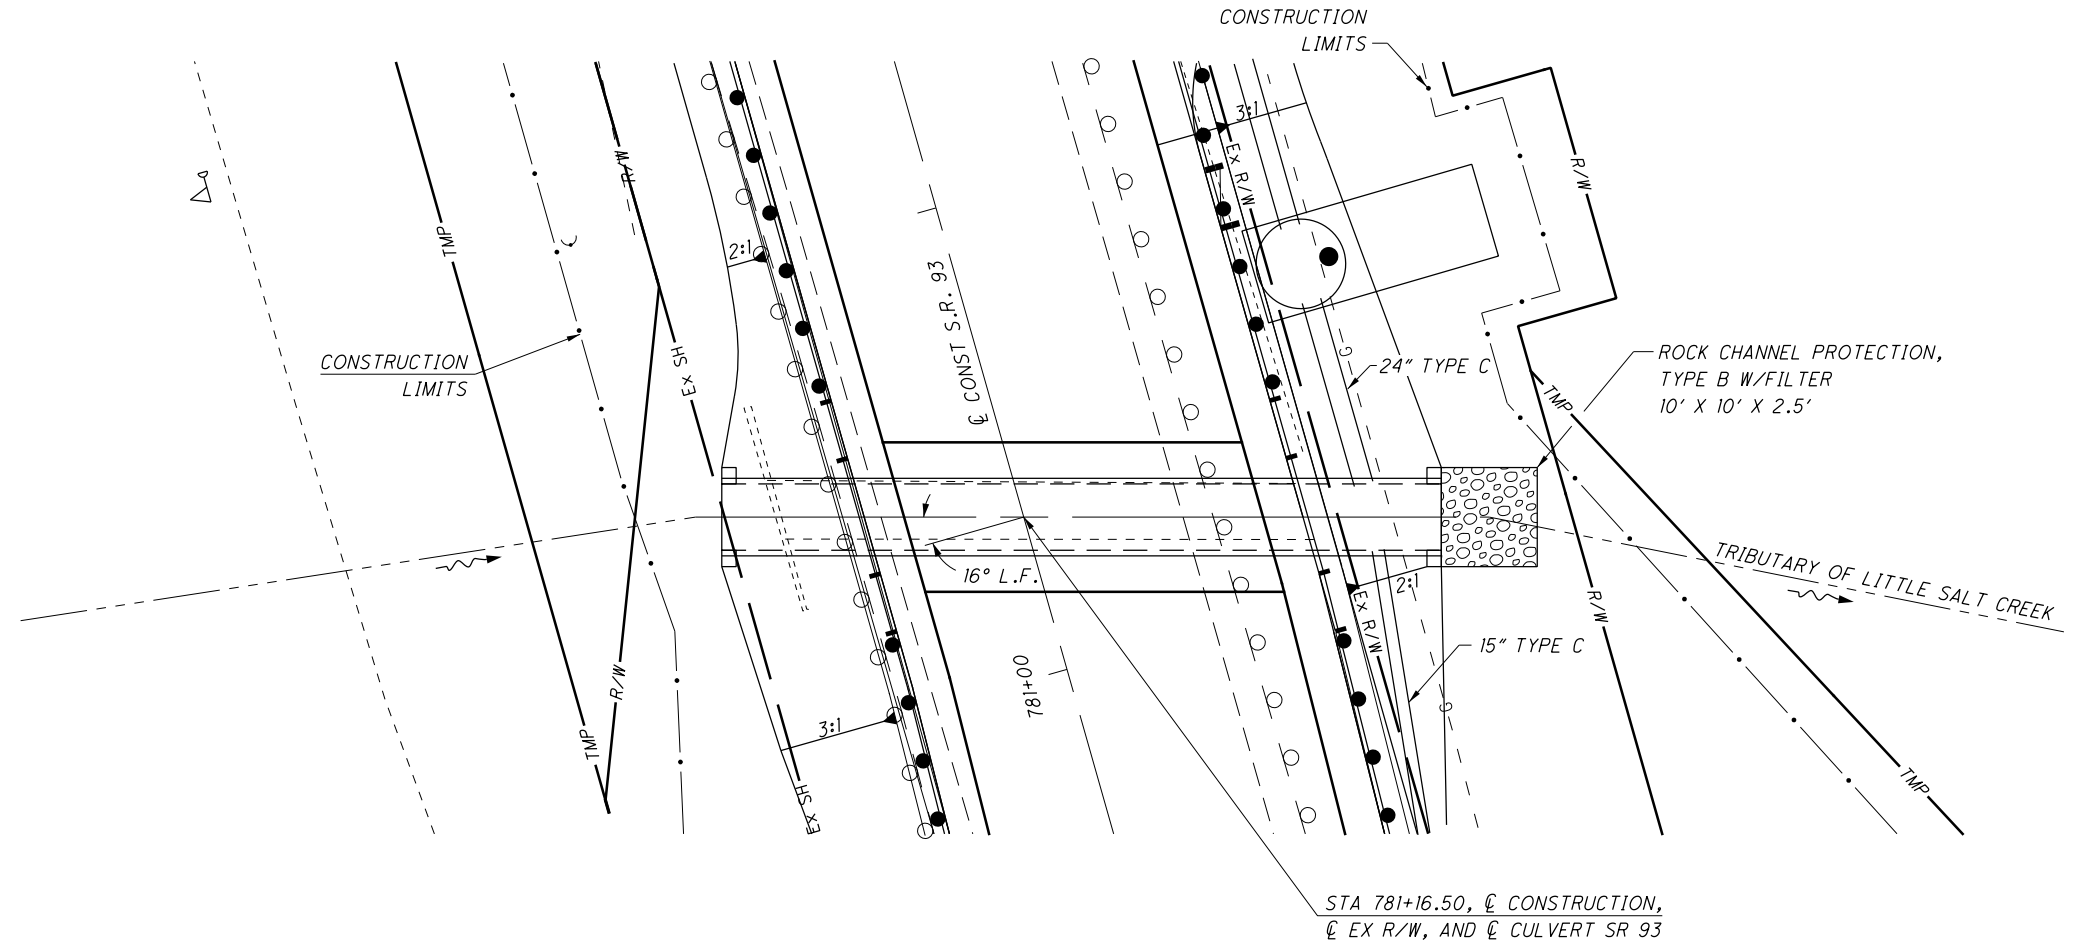 CONSTRUCTION
LIMITS
3:1
R/W
Ex R/W
R/W
TMP
2:1
℄ CONST S.R. 93
CONSTRUCTION
LIMITS
Ex SH
24" TYPE C
ROCK CHANNEL PROTECTION,
TYPE B W/FILTER
10' X 10' X 2.5'
TMP
G
16° L.F.
2:1
TRIBUTARY OF LITTLE SALT CREEK
Ex R/W
R/W
15" TYPE C
R/W
781+00
G
TMP
3:1
Ex SH
TMP
STA 781+16.50, ℄ CONSTRUCTION,
℄ EX R/W, AND ℄ CULVERT SR 93